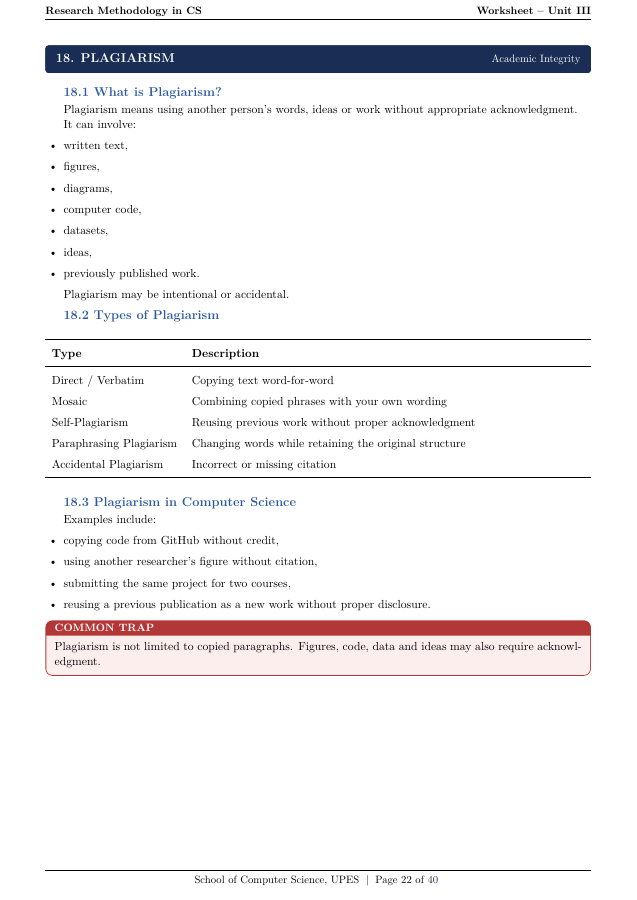 Research Methodology in CS Worksheet – Unit III
18. PLAGIARISM Academic Integrity
18.1 What is Plagiarism?
Plagiarism means using another person's words, ideas or work without appropriate acknowledgment.
It can involve:
• written text,
• figures,
• diagrams,
• computer code,
• datasets,
• ideas,
• previously published work.
Plagiarism may be intentional or accidental.
18.2 Types of Plagiarism
Type Description
Direct / Verbatim Copying text word-for-word
Mosaic Combining copied phrases with your own wording
Self-Plagiarism Reusing previous work without proper acknowledgment
Paraphrasing Plagiarism Changing words while retaining the original structure
Accidental Plagiarism Incorrect or missing citation
18.3 Plagiarism in Computer Science
Examples include:
• copying code from GitHub without credit,
• using another researcher's figure without citation,
• submitting the same project for two courses,
• reusing a previous publication as a new work without proper disclosure.
COMMON TRAP
Plagiarism is not limited to copied paragraphs. Figures, code, data and ideas may also require acknowl-
edgment.
School of Computer Science, UPES | Page 22 of 40